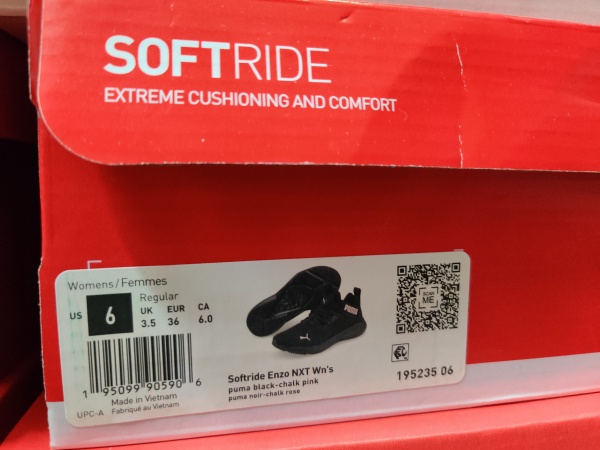 SOFTRIDE
EXTREME CUSHIONING AND COMFORT
Womens/Femmes
Regular
US 6 UK EUR CA
3.5 36 6.0
SCAN ME
PUMA
1 95099 90590 6
Made in Vietnam
UPC-A Fabriqué au Vietnam
Softride Enzo NXT Wn's
puma black-chalk pink
puma noir-chalk rose
195235 06